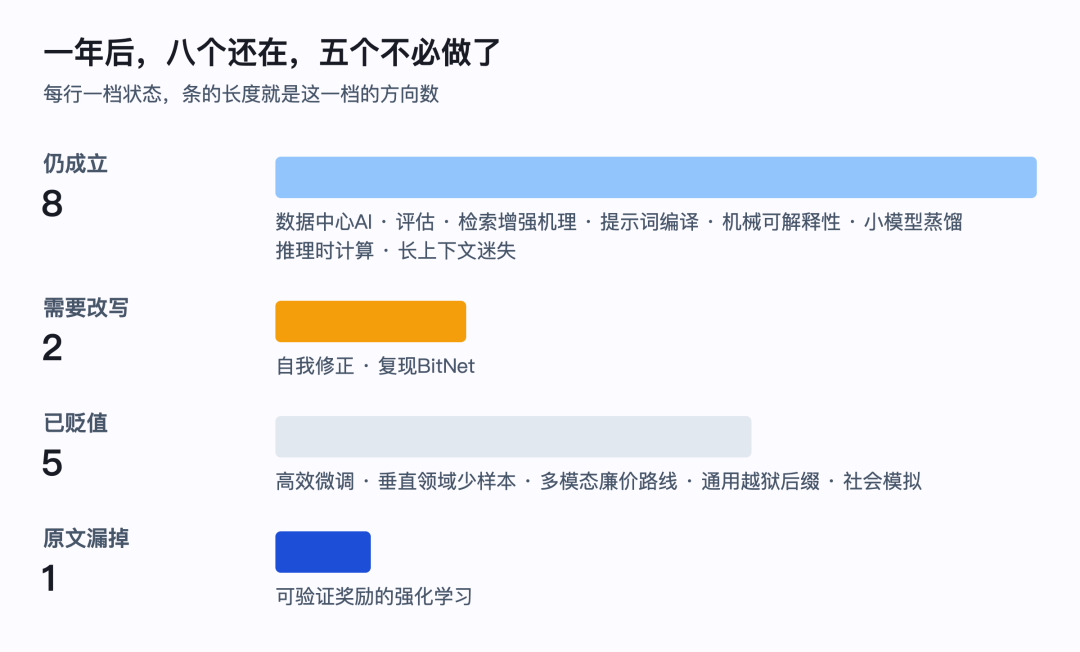 一年后，八个还在，五个不必做了
每行一档状态，条的长度就是这一档的方向数
仍成立
8
数据中心AI · 评估 · 检索增强机理 · 提示词编译 · 机械可解释性 · 小模型蒸馏
推理时计算 · 长上下文迷失
需要改写
2
自我修正 · 复现BitNet
已贬值
5
高效微调 · 垂直领域少样本 · 多模态廉价路线 · 通用越狱后缀 · 社会模拟
原文漏掉
1
可验证奖励的强化学习